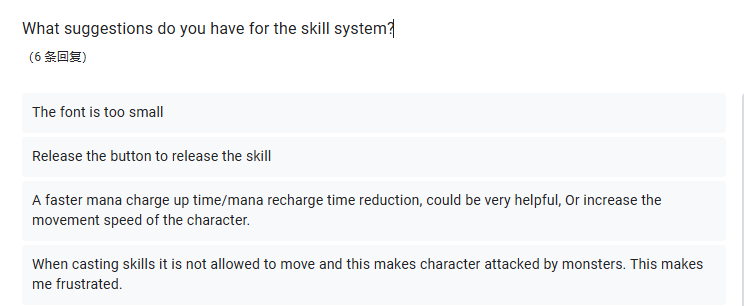 What suggestions do you have for the skill system?
（6 条回复）
The font is too small
Release the button to release the skill
A faster mana charge up time/mana recharge time reduction, could be very helpful, Or increase the
movement speed of the character.
When casting skills it is not allowed to move and this makes character attacked by monsters. This makes
me frustrated.